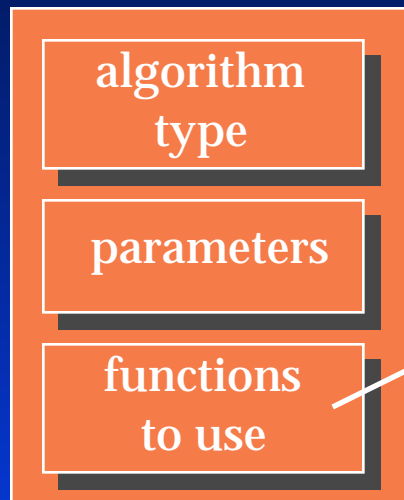 algorithm
type
parameters
functions
to use